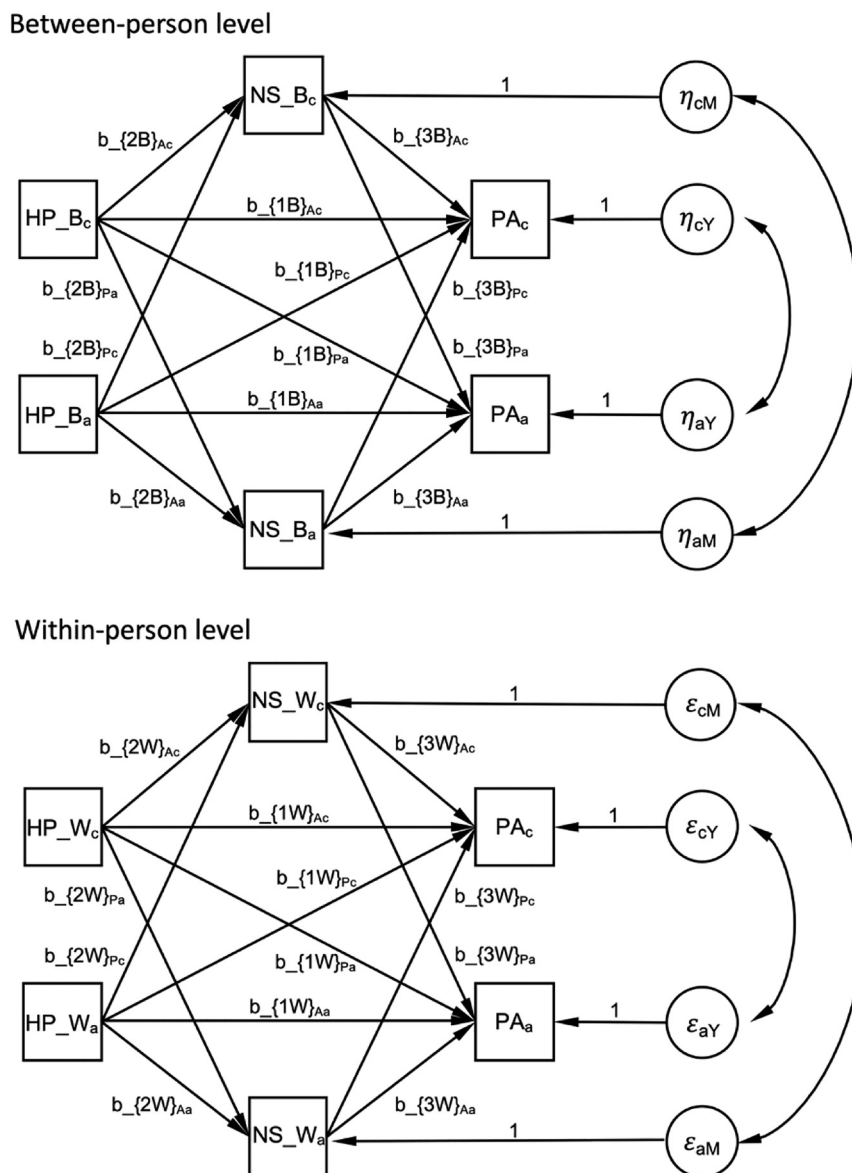 Between-person level
NS_Bc
1
ηcM
b_{2B}Ac
b_{3B}Ac
HP_Bc
b_{1B}Ac
PAc
1
ηcY
b_{1B}Pc
b_{2B}Pa
b_{3B}Pc
b_{2B}Pc
b_{1B}Pa
b_{3B}Pa
HP_Ba
b_{1B}Aa
PAa
1
ηaY
b_{2B}Aa
b_{3B}Aa
NS_Ba
1
ηaM
Within-person level
NS_Wc
1
εcM
b_{2W}Ac
b_{3W}Ac
HP_Wc
b_{1W}Ac
PAc
1
εcY
b_{1W}Pc
b_{2W}Pa
b_{3W}Pc
b_{2W}Pc
b_{1W}Pa
b_{3W}Pa
HP_Wa
b_{1W}Aa
PAa
1
εaY
b_{2W}Aa
b_{3W}Aa
NS_Wa
1
εaM